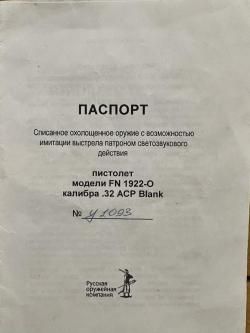 ПАСПОРТ
Списанное охолощенное оружие с возможностью
имитации выстрела патроном светозвукового
действия
пистолет
модели FN 1922-О
калибра .32 ACP Blank
№ У1093
Русская
оружейная
компания